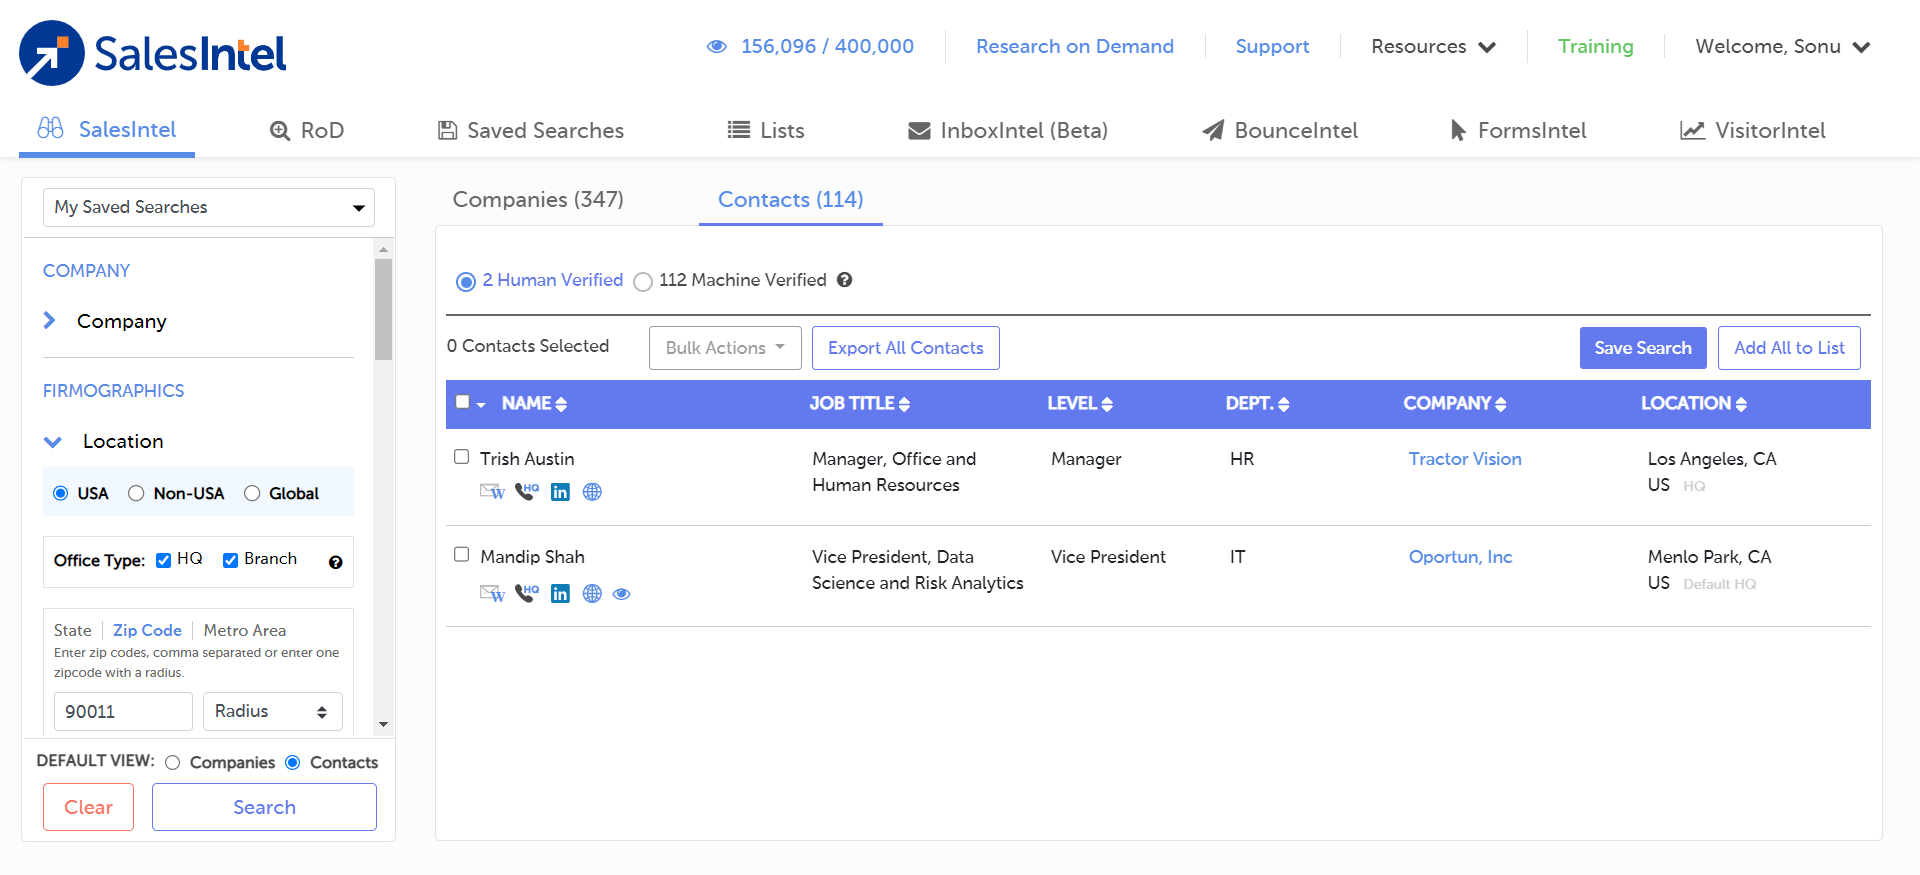 SalesIntel
156,096 / 400,000
Research on Demand
Support
Resources
Training
Welcome, Sonu
SalesIntel
RoD
Saved Searches
Lists
InboxIntel (Beta)
BounceIntel
FormsIntel
VisitorIntel
My Saved Searches
COMPANY
Company
FIRMOGRAPHICS
Location
USA Non-USA Global
Office Type: HQ Branch ?
State Zip Code Metro Area
Enter zip codes, comma separated or enter one
zipcode with a radius.
90011 Radius
DEFAULT VIEW: Companies Contacts
Clear Search
Companies (347) Contacts (114)
2 Human Verified 112 Machine Verified ?
0 Contacts Selected Bulk Actions Export All Contacts Save Search Add All to List
NAME JOB TITLE LEVEL DEPT. COMPANY LOCATION
Trish Austin Manager, Office and Manager HR Tractor Vision Los Angeles, CA
W HQ in Human Resources US HQ
Mandip Shah Vice President, Data Vice President IT Oportun, Inc Menlo Park, CA
Science and Risk Analytics US Default HQ
W HQ in